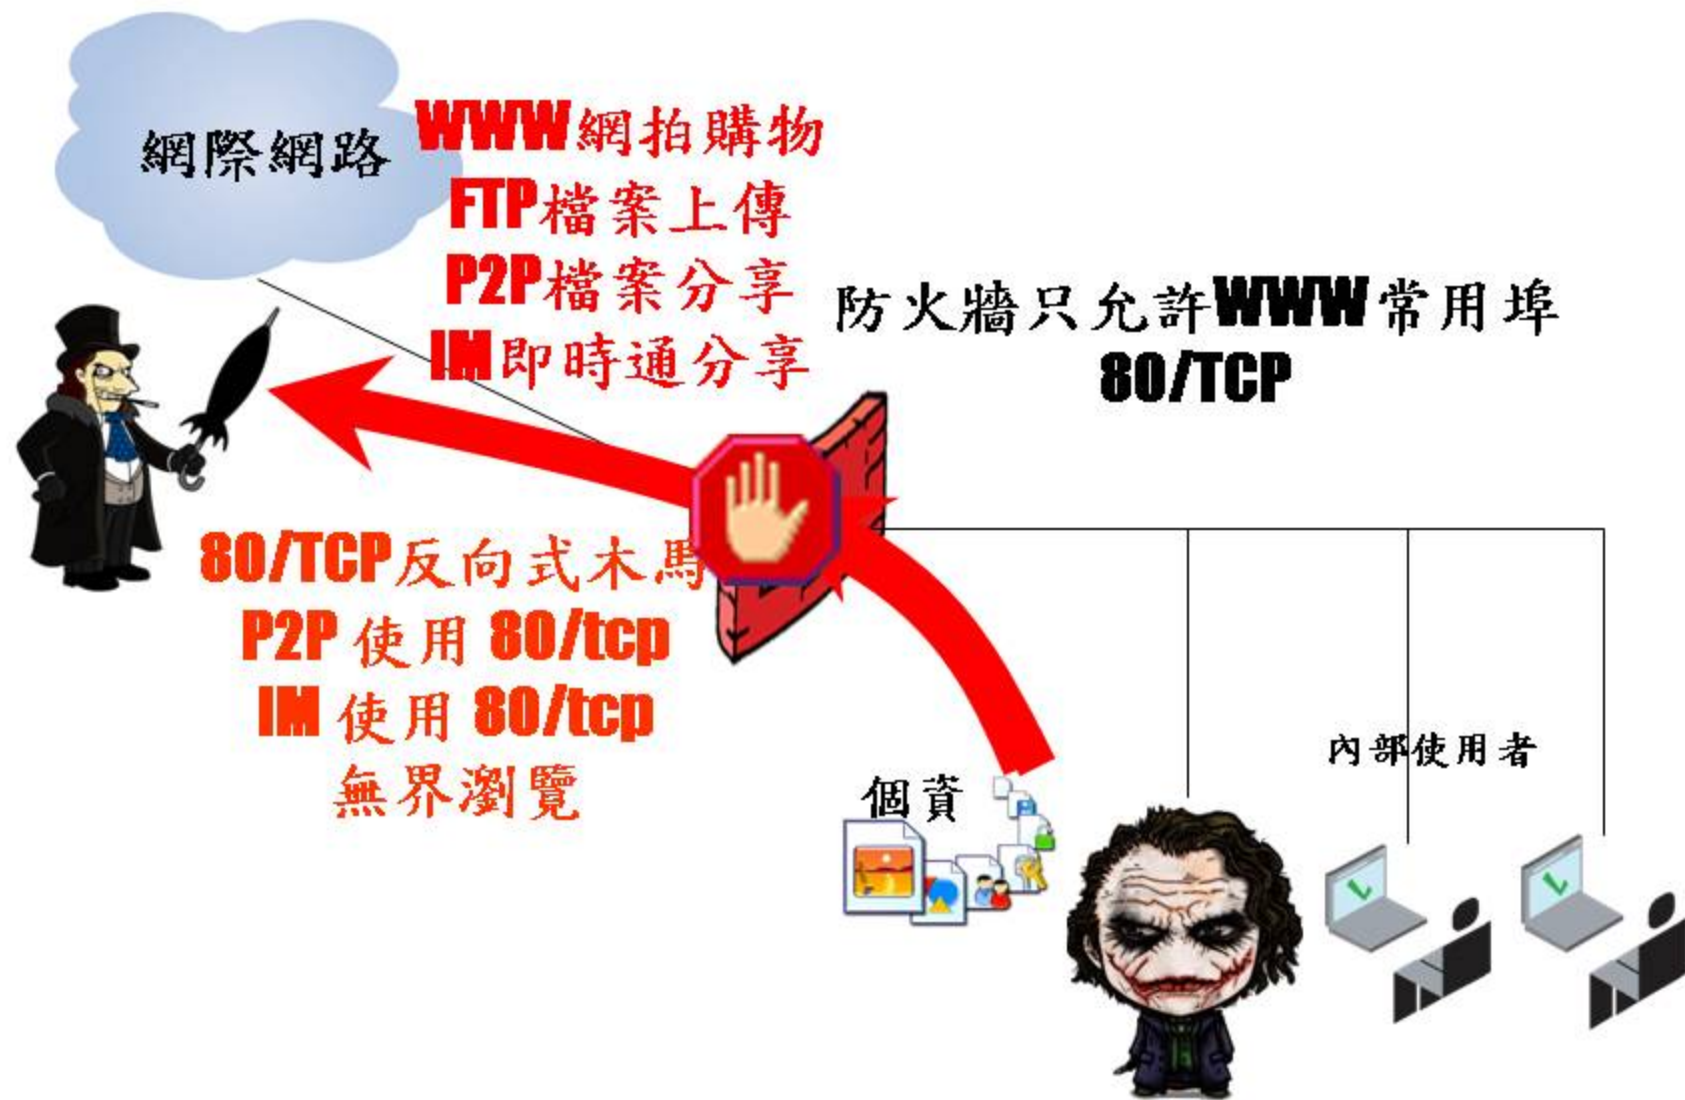 網際網路
WWW網拍購物
FTP檔案上傳
P2P檔案分享
IM即時通分享
防火牆只允許WWW常用埠
80/TCP
80/TCP反向式木馬
P2P 使用 80/tcp
IM 使用 80/tcp
無界瀏覽
個資
內部使用者